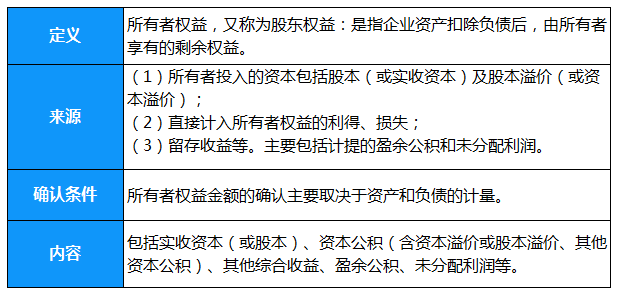 定义
所有者权益，又称为股东权益：是指企业资产扣除负债后，由所有者
享有的剩余权益。
来源
（1）所有者投入的资本包括股本（或实收资本）及股本溢价（或资
本溢价）；
（2）直接计入所有者权益的利得、损失；
（3）留存收益等。主要包括计提的盈余公积和未分配利润。
确认条件
所有者权益金额的确认主要取决于资产和负债的计量。
内容
包括实收资本（或股本）、资本公积（含资本溢价或股本溢价、其他
资本公积）、其他综合收益、盈余公积、未分配利润等。